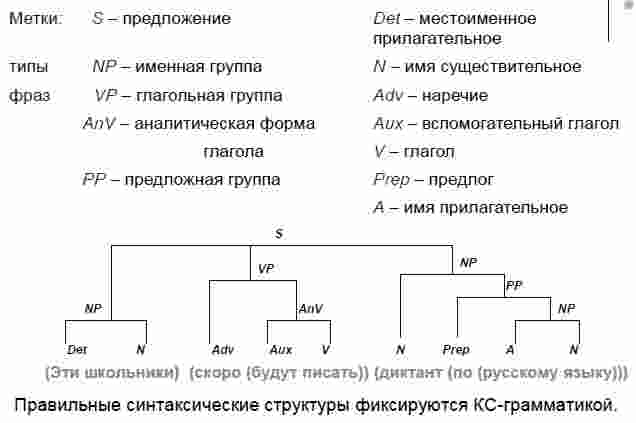 Метки: S – предложение Det – местоименное
прилагательное
типы NP – именная группа N – имя существительное
фраз VP – глагольная группа Adv – наречие
AnV – аналитическая форма Aux – вспомогательный глагол
глагола V – глагол
PP – предложная группа Prep – предлог
A – имя прилагательное
S
VP NP
PP
NP AnV NP
Det N Adv Aux V N Prep A N
(Эти школьники) (скоро (будут писать)) (диктант (по (русскому языку)))
Правильные синтаксические структуры фиксируются КС-грамматикой.